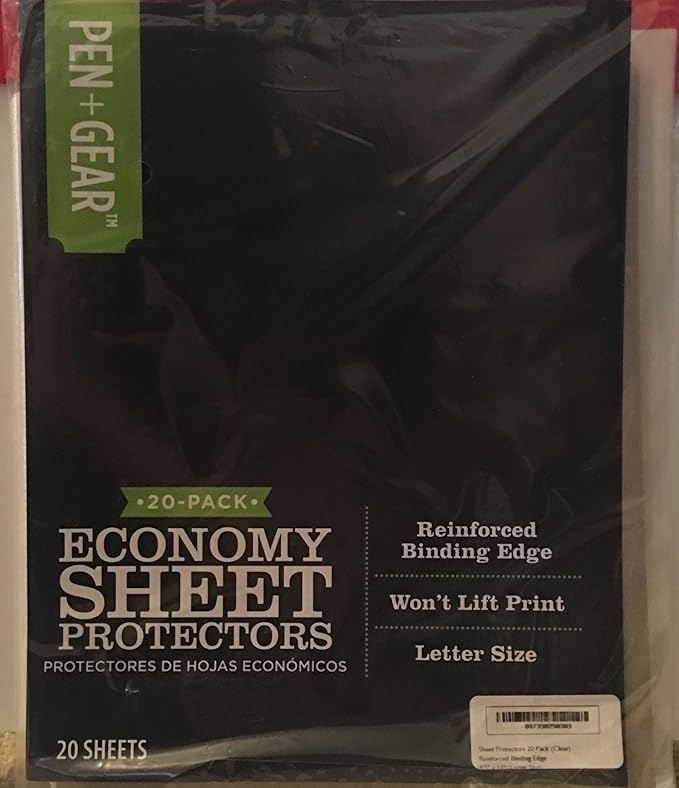 PEN+GEAR™
•20-PACK•
ECONOMY
SHEET
PROTECTORS
PROTECTORES DE HOJAS ECONÓMICOS
Reinforced
Binding Edge
Won't Lift Print
Letter Size
20 SHEETS
Sheet Protectors 20 Pack (Clear)
Reinforced Binding Edge